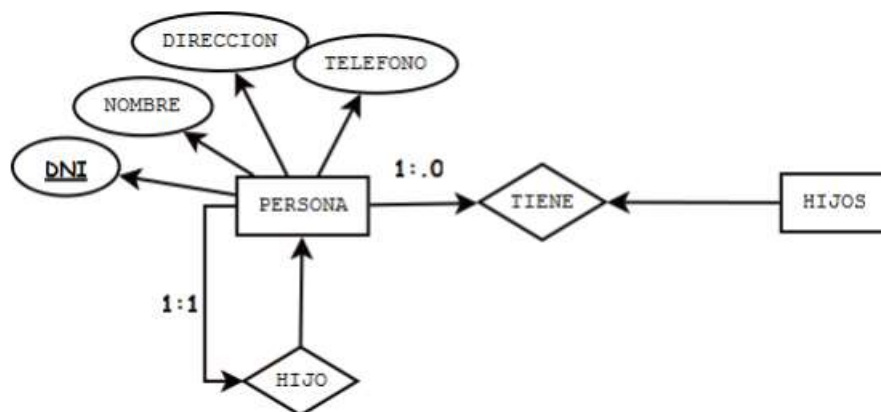 DIRECCION
TELEFONO
NOMBRE
DNI
1:.0
PERSONA
TIENE
HIJOS
1:1
HIJO